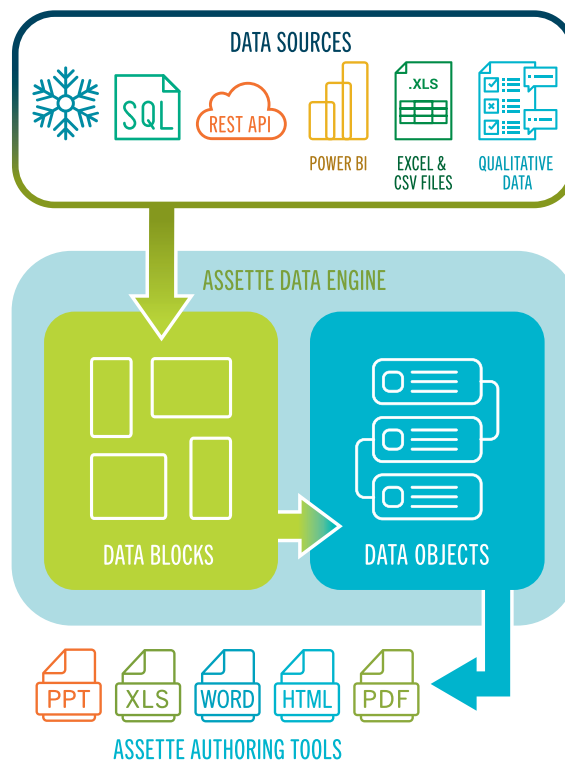 DATA SOURCES
SQL
REST API
.XLS
POWER BI
EXCEL &
CSV FILES
QUALITATIVE
DATA
ASSETTE DATA ENGINE
DATA BLOCKS
DATA OBJECTS
PPT
XLS
WORD
HTML
PDF
ASSETTE AUTHORING TOOLS